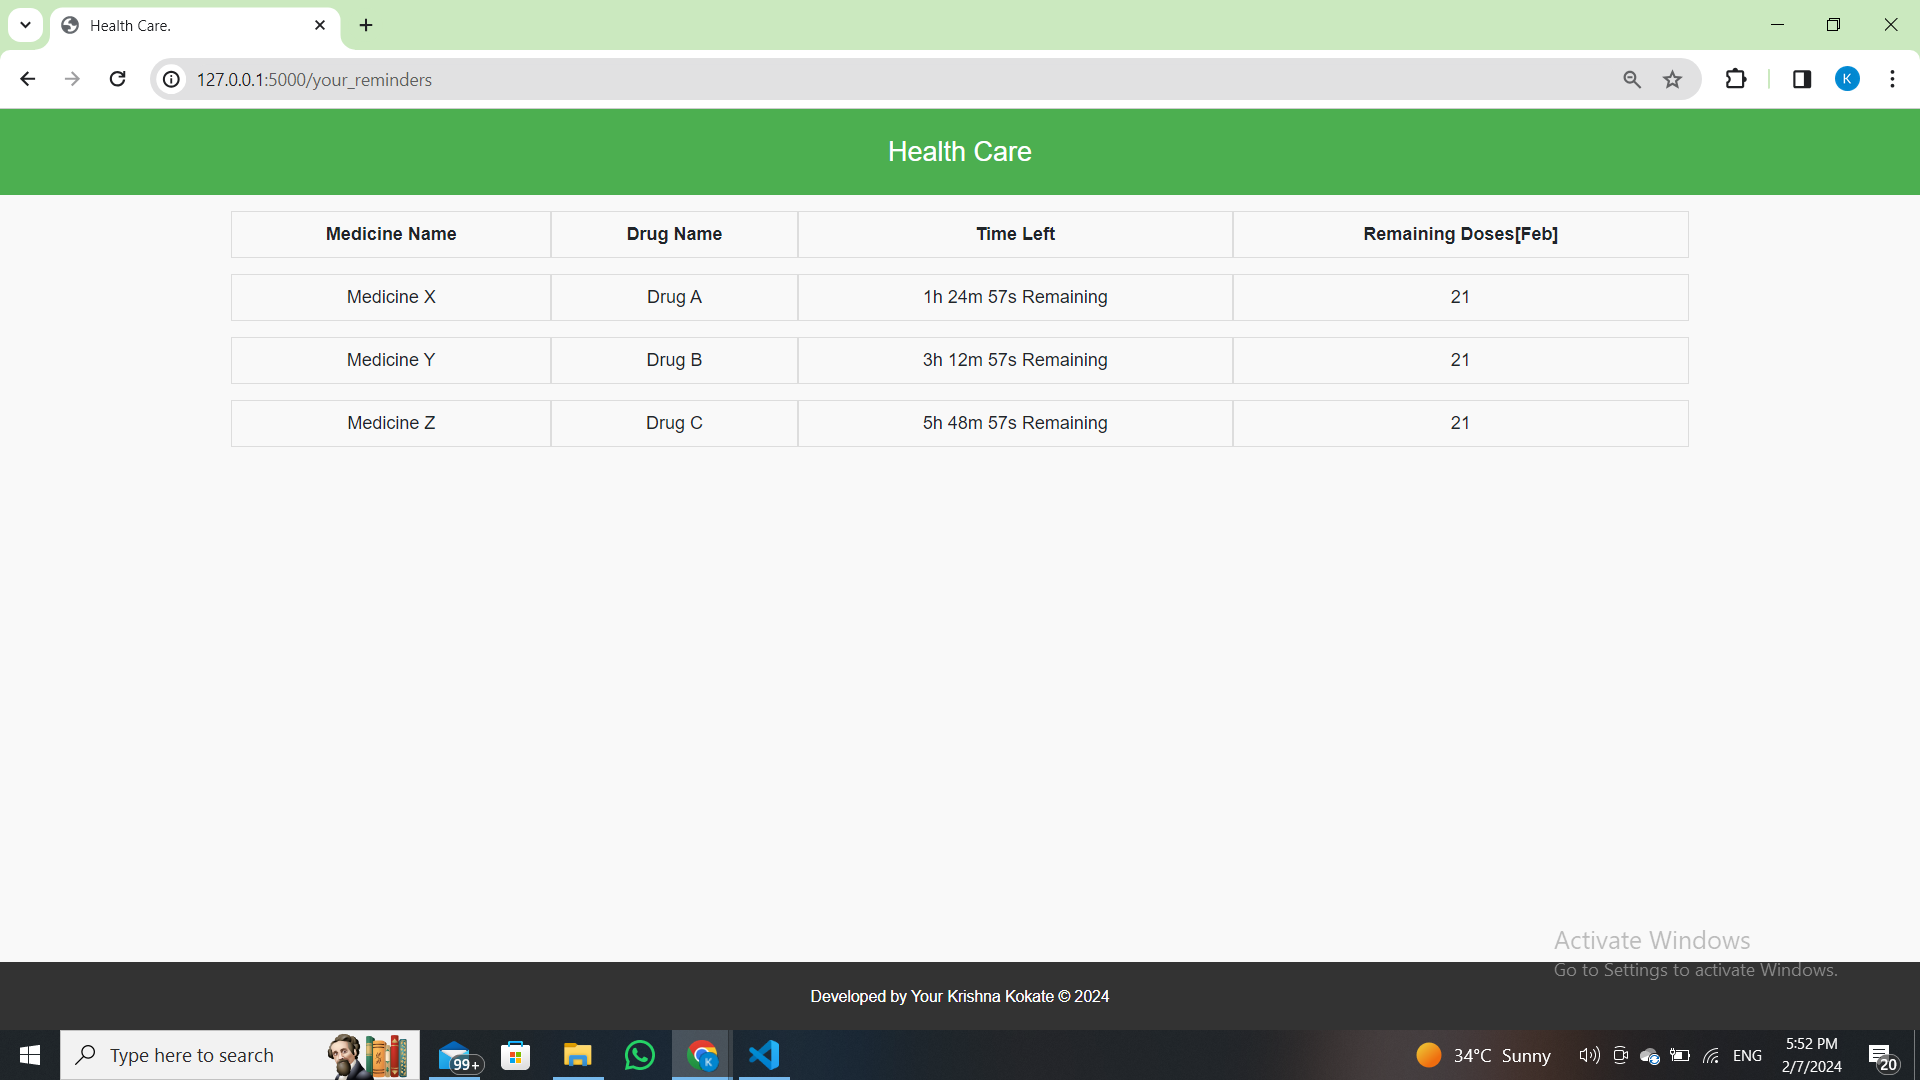 Health Care.
127.0.0.1:5000/your_reminders
K
Health Care
Medicine Name Drug Name Time Left Remaining Doses[Feb]
Medicine X Drug A 1h 24m 57s Remaining 21
Medicine Y Drug B 3h 12m 57s Remaining 21
Medicine Z Drug C 5h 48m 57s Remaining 21
Activate Windows
Go to Settings to activate Windows.
Developed by Your Krishna Kokate © 2024
Type here to search
99+
K
34°C Sunny
ENG
5:52 PM
2/7/2024
20